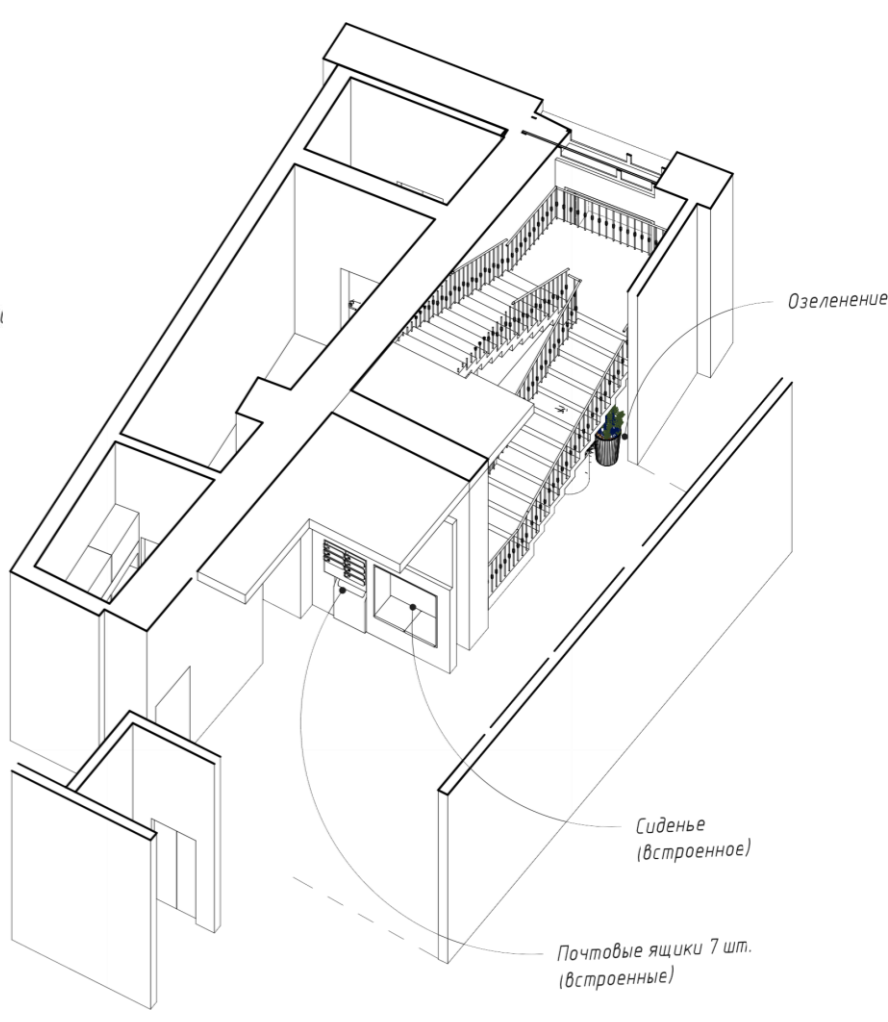 Озеленение
Сиденье
(встроенное)
Почтовые ящики 7 шт.
(встроенные)